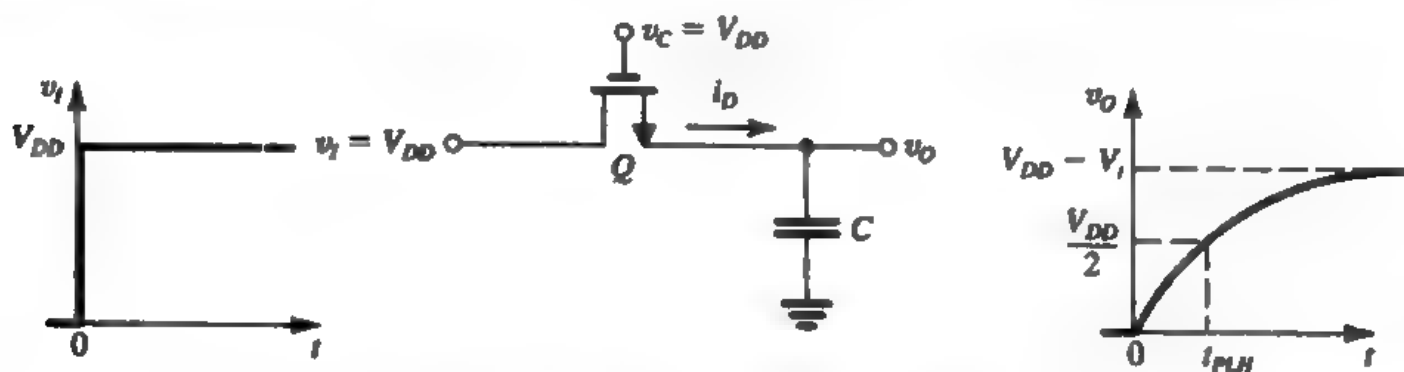 v_C = V_DD
v_I
V_DD
v_I = V_DD
i_D
Q
v_O
C
0
t
v_O
V_DD − V_t
V_DD
2
0
t_PLH
t